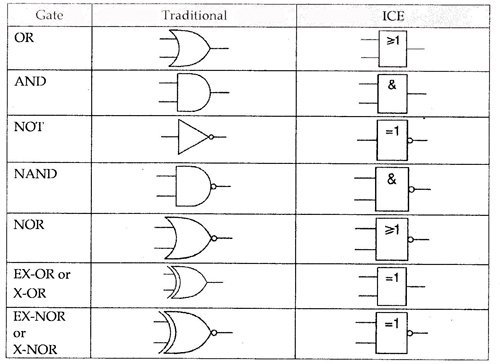 Gate Traditional ICE
OR ≥1
AND &
NOT =1
NAND &
NOR ≥1
EX-OR or =1
X-OR
EX-NOR =1
or
X-NOR